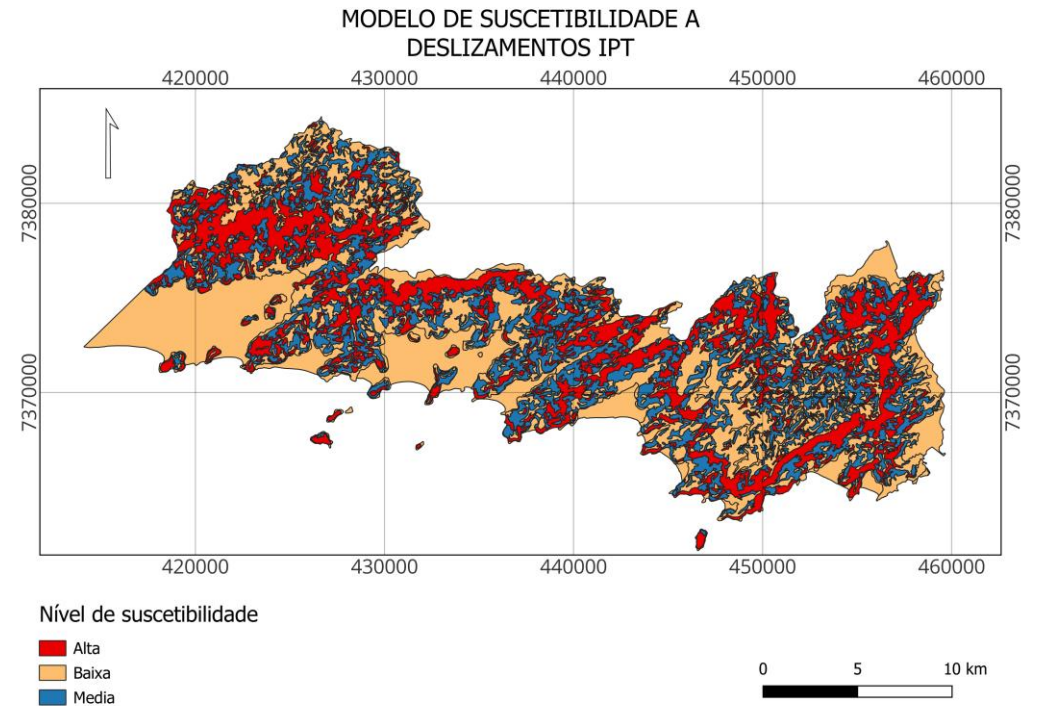 MODELO DE SUSCETIBILIDADE A
DESLIZAMENTOS IPT
420000 430000 440000 450000 460000
7380000 7380000
7370000 7370000
420000 430000 440000 450000 460000
Nível de suscetibilidade
Alta
Baixa
Media
0 5 10 km